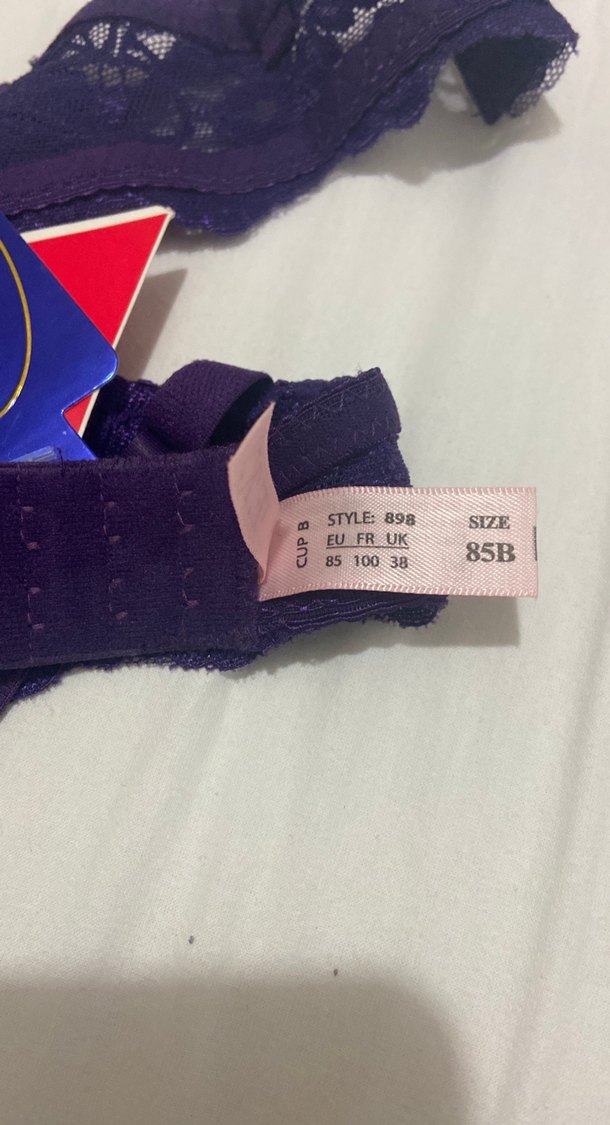 CUP B
STYLE: 898
EU FR UK
85 100 38
SIZE
85B